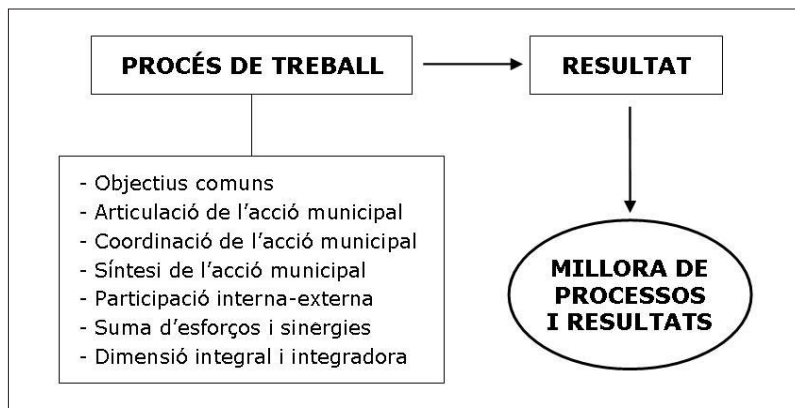 PROCÉS DE TREBALL
RESULTAT
- Objectius comuns
- Articulació de l'acció municipal
- Coordinació de l'acció municipal
- Síntesi de l'acció municipal
- Participació interna-externa
- Suma d'esforços i sinergies
- Dimensió integral i integradora
MILLORA DE
PROCESSOS
I RESULTATS